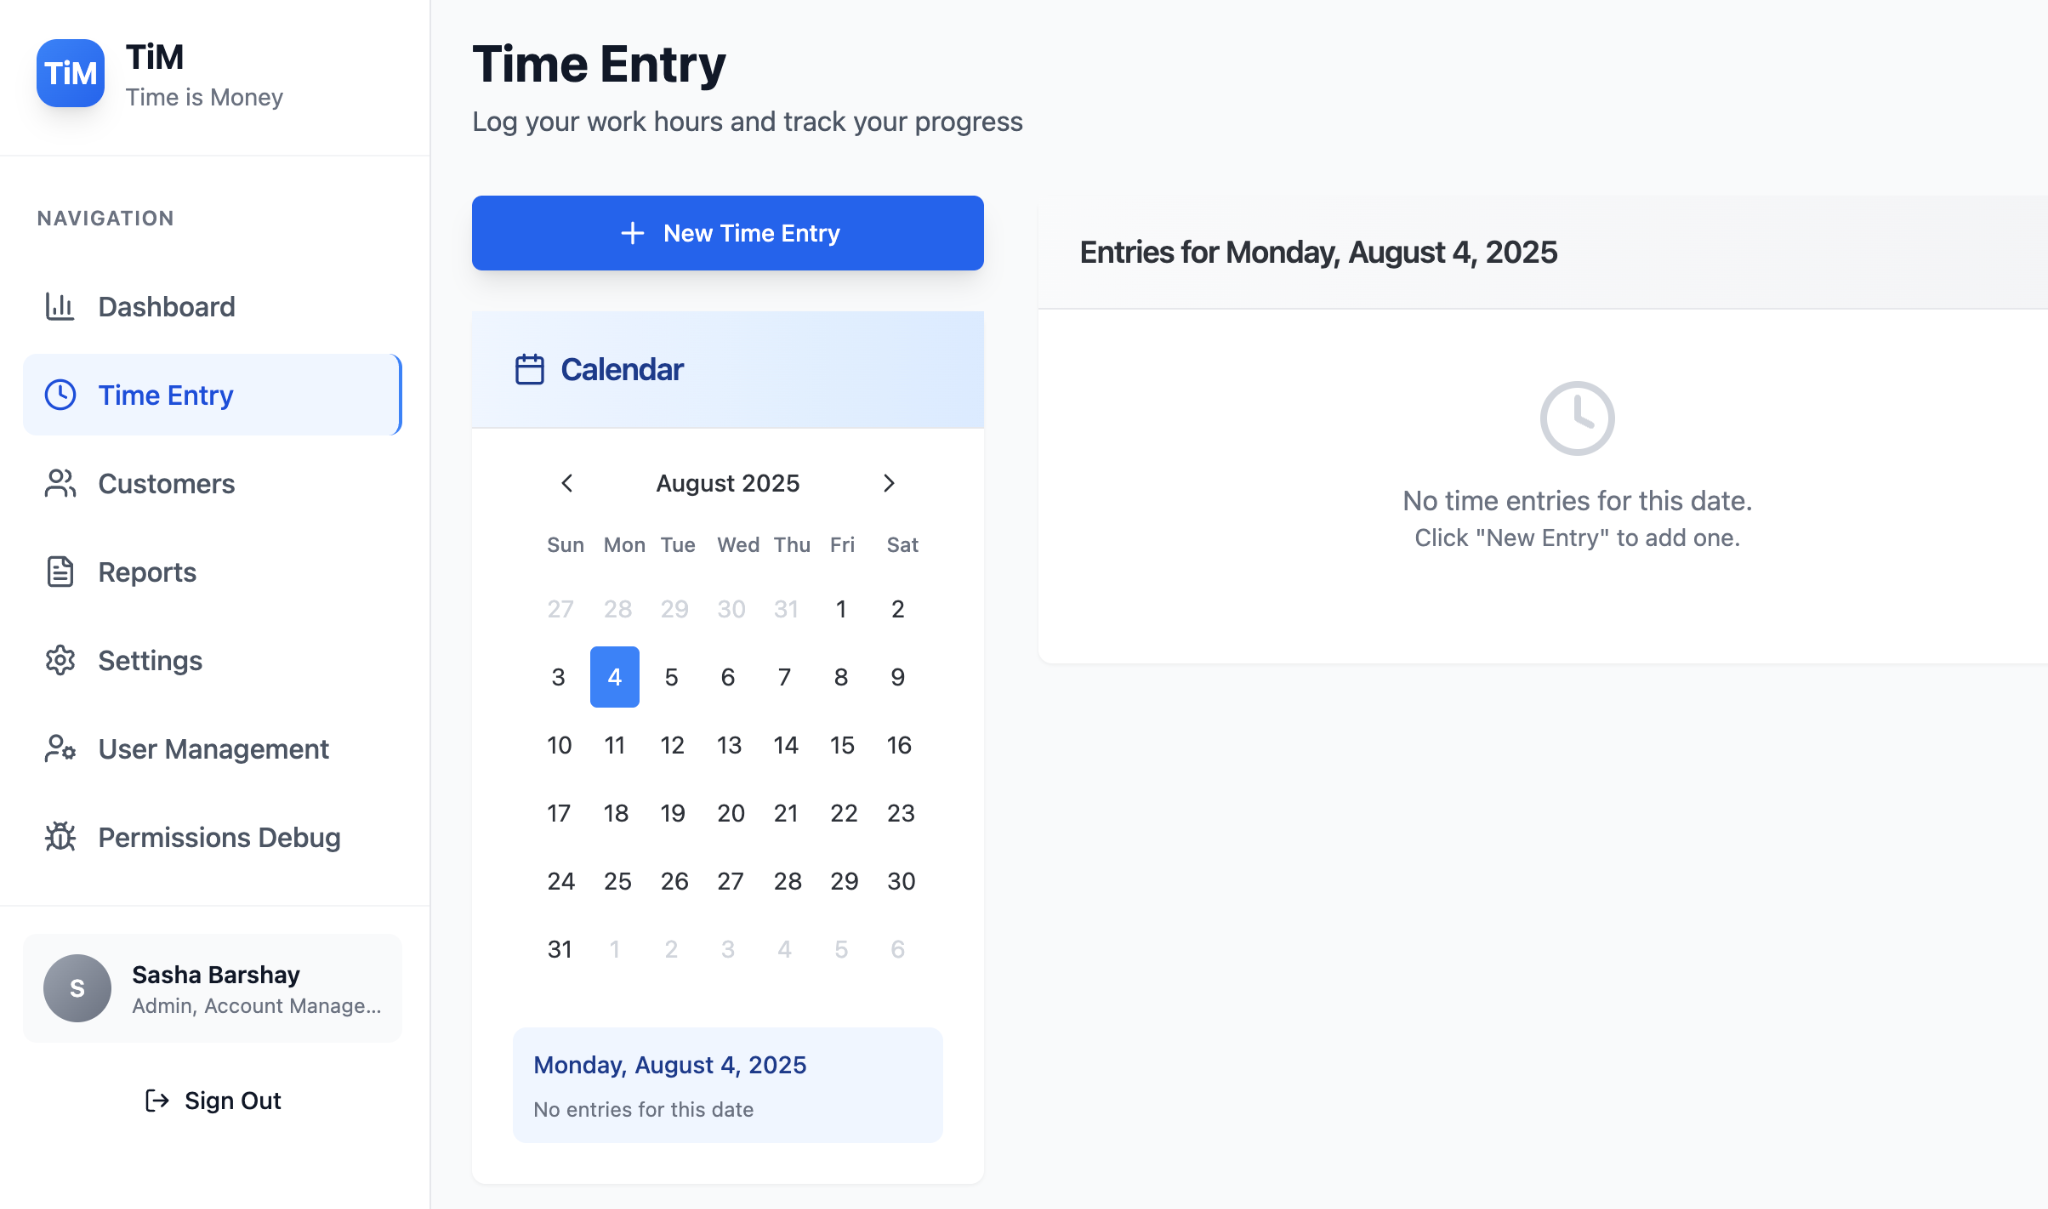 TiM
TiM
Time is Money
NAVIGATION
Dashboard
Time Entry
Customers
Reports
Settings
User Management
Permissions Debug
S
Sasha Barshay
Admin, Account Manage...
Sign Out
Time Entry
Log your work hours and track your progress
New Time Entry
Calendar
August 2025
Sun Mon Tue Wed Thu Fri Sat
27 28 29 30 31 1 2
3 4 5 6 7 8 9
10 11 12 13 14 15 16
17 18 19 20 21 22 23
24 25 26 27 28 29 30
31 1 2 3 4 5 6
Monday, August 4, 2025
No entries for this date
Entries for Monday, August 4, 2025
No time entries for this date.
Click "New Entry" to add one.